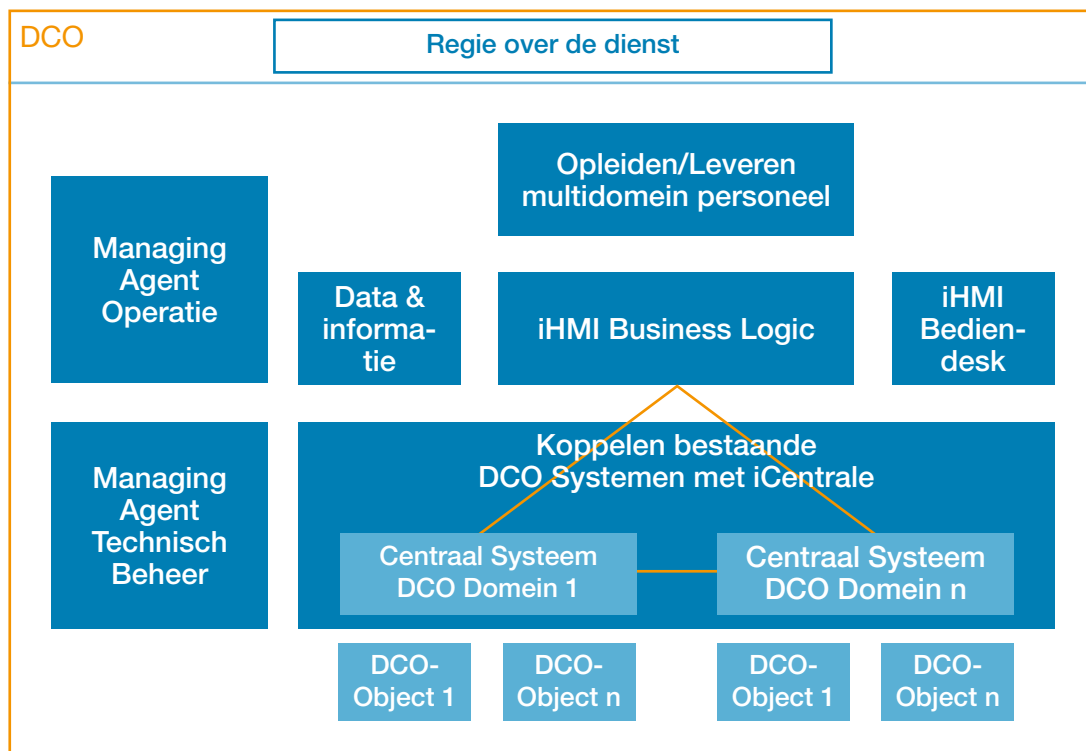 DCO
Regie over de dienst
Opleiden/Leveren
multidomein personeel
Managing
Agent
Operatie
Data &
informa-
tie
iHMI Business Logic
iHMI
Bedien-
desk
Managing
Agent
Technisch
Beheer
Koppelen bestaande
DCO Systemen met iCentrale
Centraal Systeem
DCO Domein 1
Centraal Systeem
DCO Domein n
DCO-
Object 1
DCO-
Object n
DCO-
Object 1
DCO-
Object n